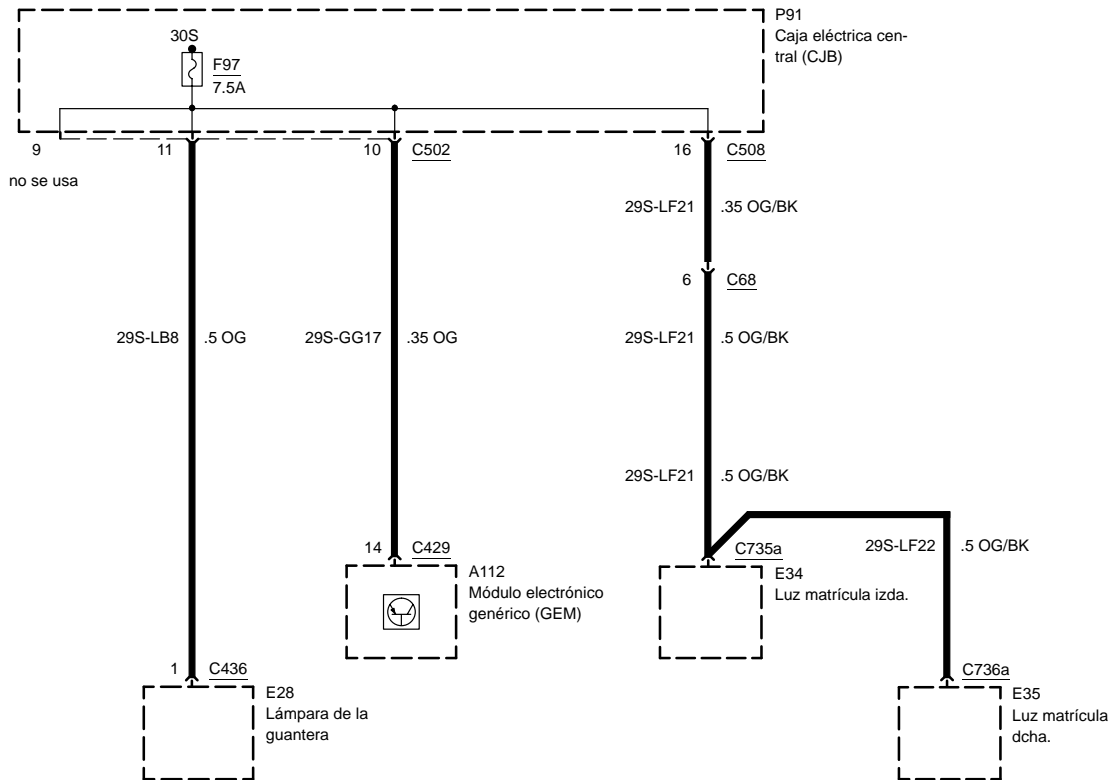 P91
Caja eléctrica cen-
tral (CJB)
30S
F97
7.5A
9
11
10
C502
16
C508
no se usa
29S-LF21
.35 OG/BK
6
C68
29S-LB8
.5 OG
29S-GG17
.35 OG
29S-LF21
.5 OG/BK
29S-LF21
.5 OG/BK
14
C429
C735a
29S-LF22
.5 OG/BK
A112
Módulo electrónico
genérico (GEM)
E34
Luz matrícula izda.
1
C436
C736a
E28
Lámpara de la
guantera
E35
Luz matrícula
dcha.